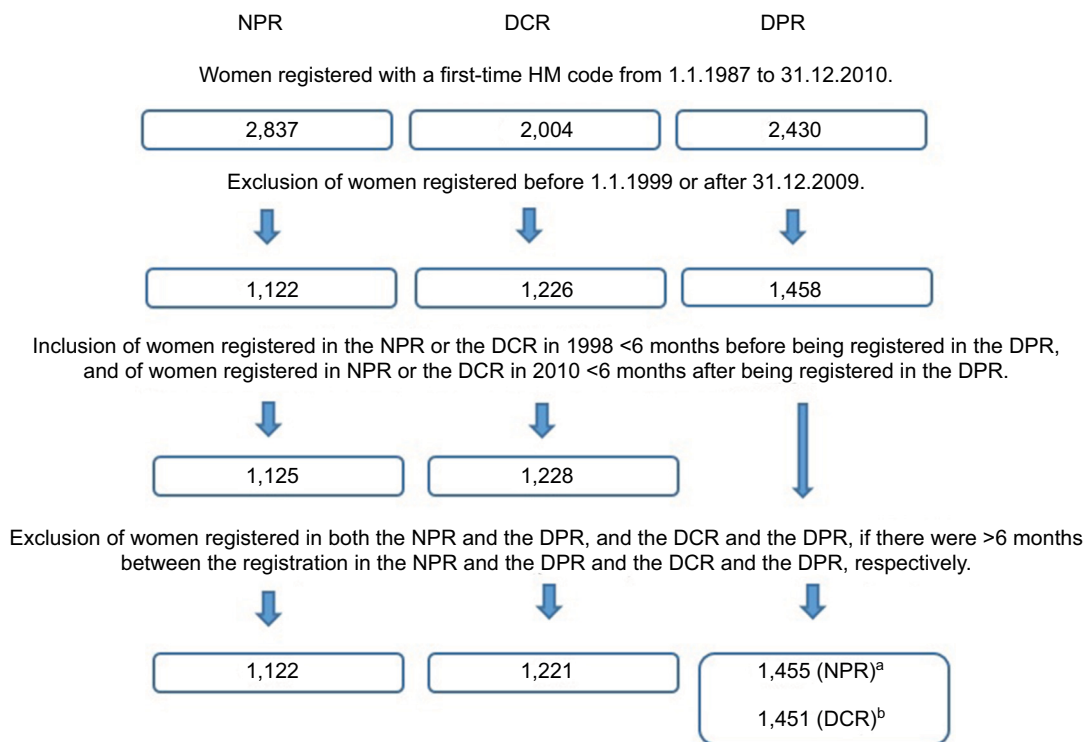 NPR DCR DPR
Women registered with a first-time HM code from 1.1.1987 to 31.12.2010.
2,837 2,004 2,430
Exclusion of women registered before 1.1.1999 or after 31.12.2009.
1,122 1,226 1,458
Inclusion of women registered in the NPR or the DCR in 1998 <6 months before being registered in the DPR,
and of women registered in NPR or the DCR in 2010 <6 months after being registered in the DPR.
1,125 1,228
Exclusion of women registered in both the NPR and the DPR, and the DCR and the DPR, if there were >6 months
between the registration in the NPR and the DPR and the DCR and the DPR, respectively.
1,122 1,221 1,455 (NPR)ᵃ
1,451 (DCR)ᵇ